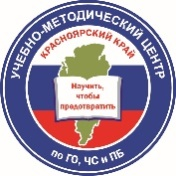 УЧЕБНО-МЕТОДИЧЕСКИЙ ЦЕНТР
КРАСНОЯРСКИЙ КРАЙ
Научить,
чтобы
предотвратить
по ГО, ЧС и ПБ